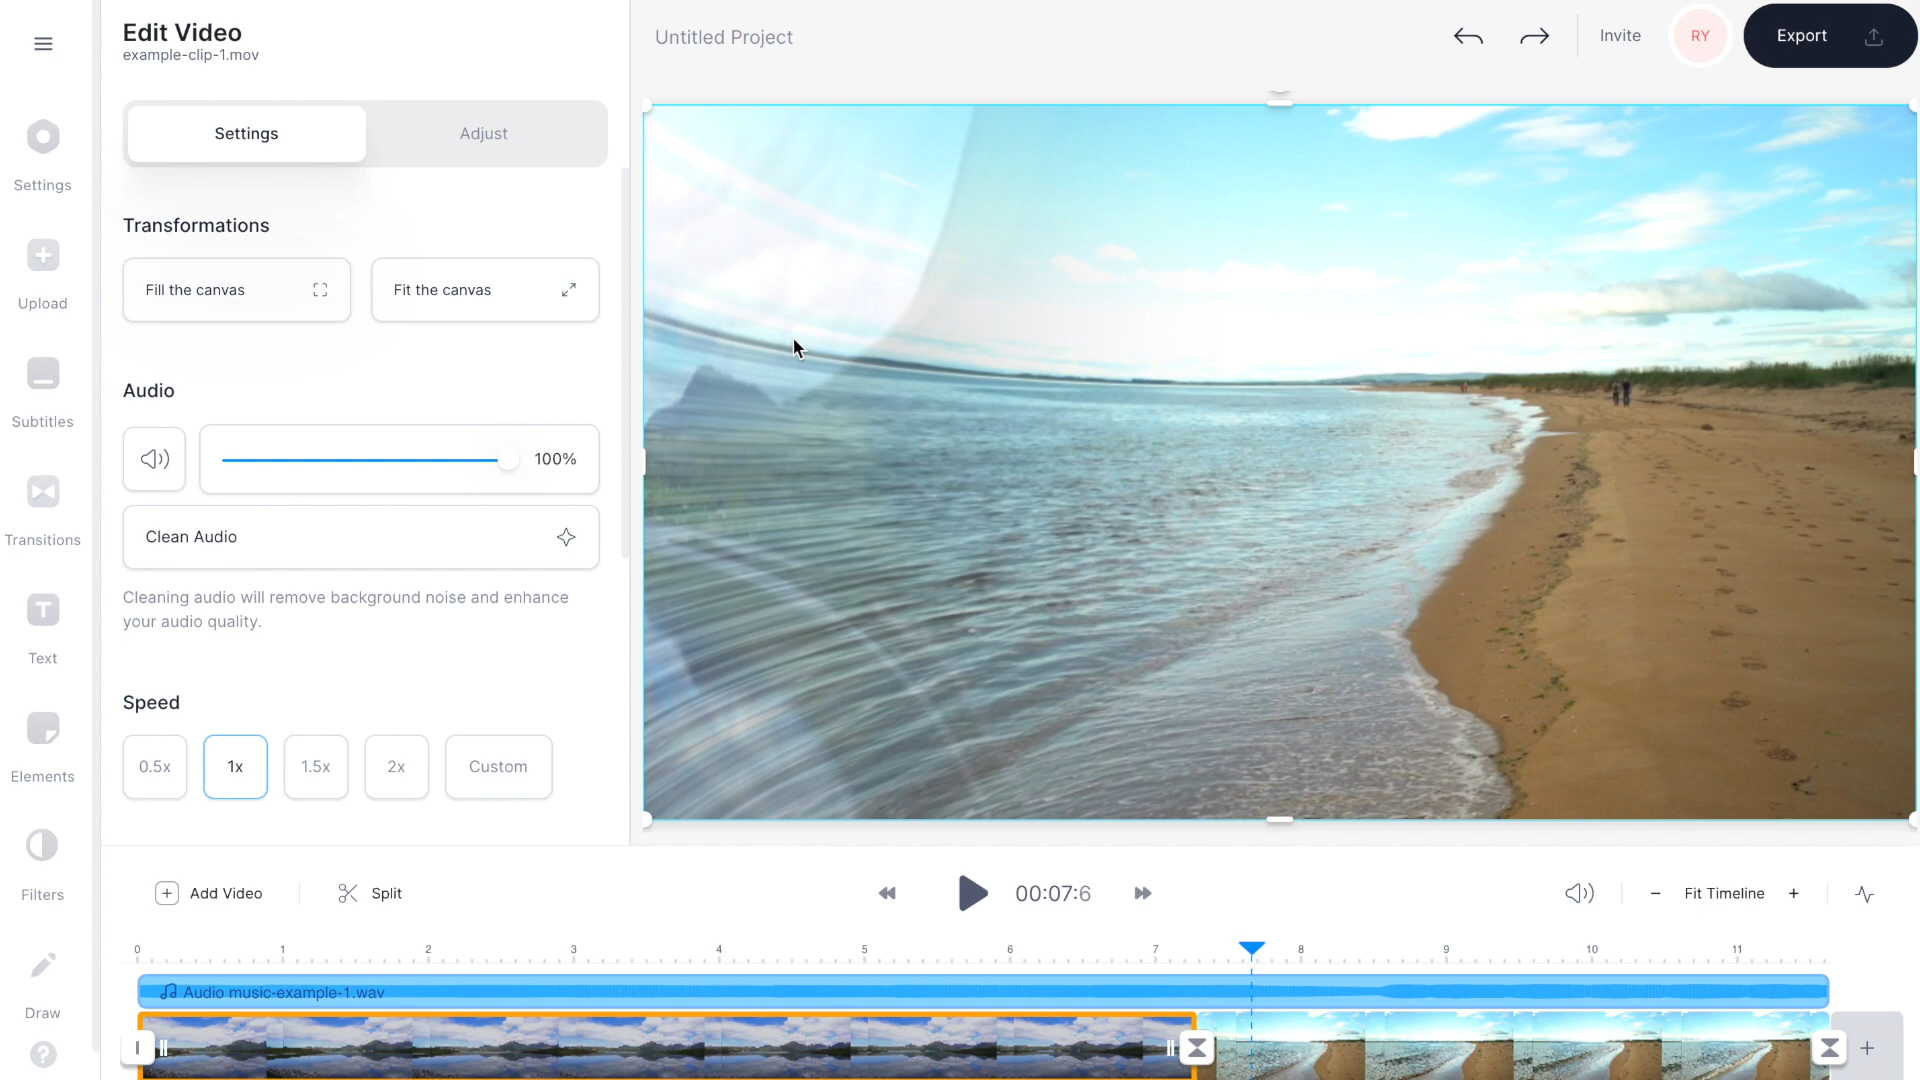 Edit Video
example-clip-1.mov
Untitled Project
Invite
RY
Export
Settings
Adjust
Settings
Upload
Subtitles
Transitions
Text
Elements
Filters
Draw
Transformations
Fill the canvas
Fit the canvas
Audio
100%
Clean Audio
Cleaning audio will remove background noise and enhance
your audio quality.
Speed
0.5x
1x
1.5x
2x
Custom
Add Video
Split
00:07:6
Fit Timeline
0 1 2 3 4 5 6 7 8 9 10 11
Audio music-example-1.wav